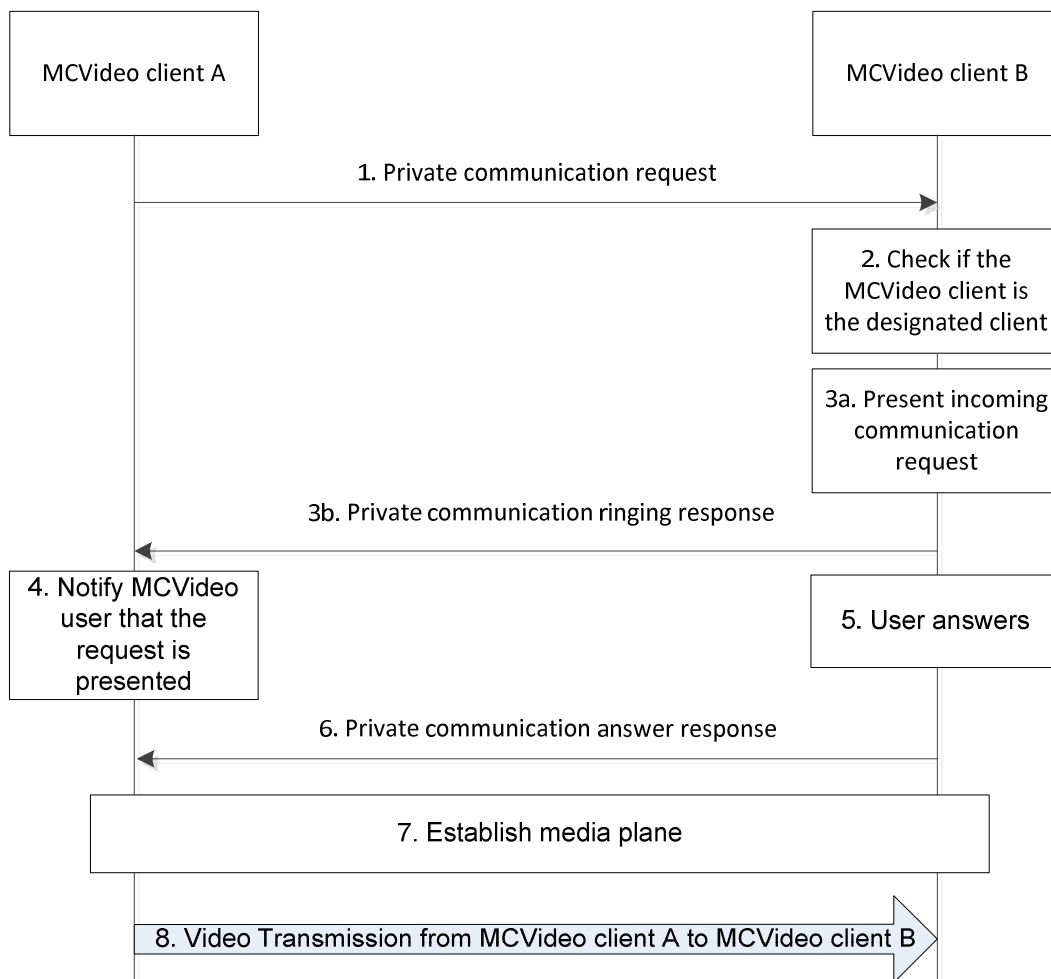 MCVideo client A
MCVideo client B
1. Private communication request
2. Check if the
MCVideo client is
the designated client
3a. Present incoming
communication
request
3b. Private communication ringing response
4. Notify MCVideo
user that the
request is
presented
5. User answers
6. Private communication answer response
7. Establish media plane
8. Video Transmission from MCVideo client A to MCVideo client B